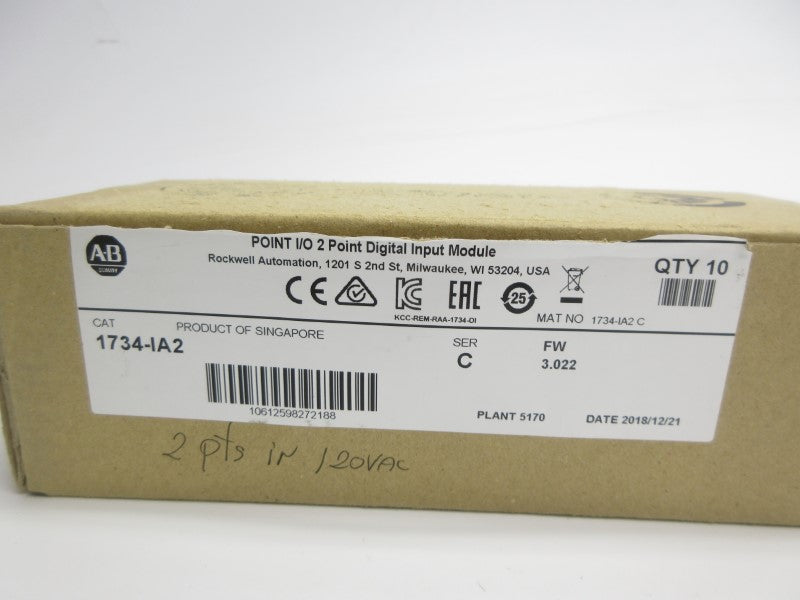 AB
QUALITY
POINT I/O 2 Point Digital Input Module
Rockwell Automation, 1201 S 2nd St, Milwaukee, WI 53204, USA
QTY 10
CE
25
EAC
KCC-REM-RAA-1734-OI
MAT NO 1734-IA2 C
CAT
PRODUCT OF SINGAPORE
1734-IA2
SER
C
FW
3.022
10612598272188
PLANT 5170
DATE 2018/12/21
2 pts in 120VAC